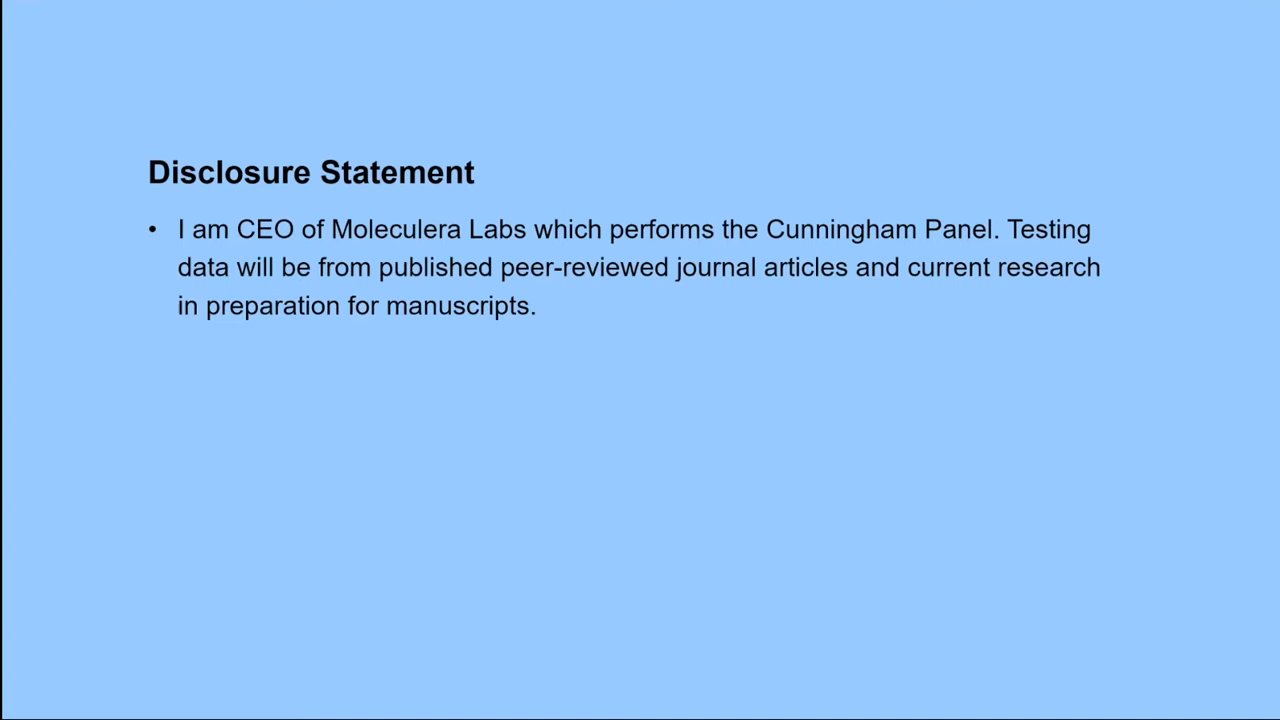 Disclosure Statement
• I am CEO of Moleculera Labs which performs the Cunningham Panel. Testing
data will be from published peer-reviewed journal articles and current research
in preparation for manuscripts.